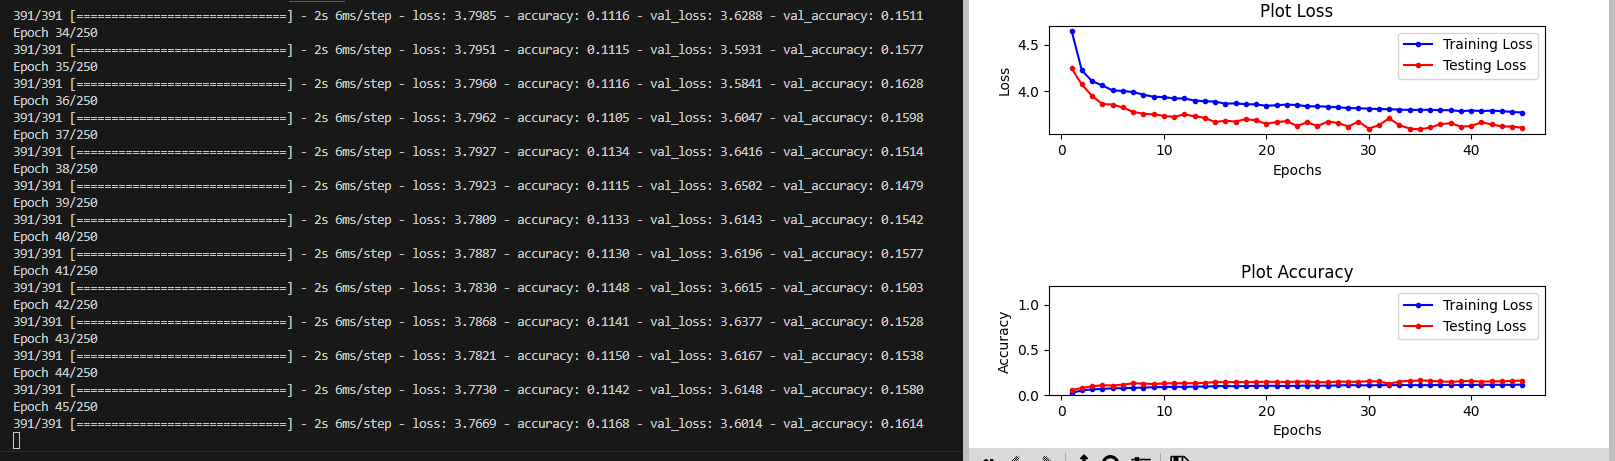 391/391 [==============================] - 2s 6ms/step - loss: 3.7985 - accuracy: 0.1116 - val_loss: 3.6288 - val_accuracy: 0.1511
Epoch 34/250
391/391 [==============================] - 2s 6ms/step - loss: 3.7951 - accuracy: 0.1115 - val_loss: 3.5931 - val_accuracy: 0.1577
Epoch 35/250
391/391 [==============================] - 2s 6ms/step - loss: 3.7960 - accuracy: 0.1116 - val_loss: 3.5841 - val_accuracy: 0.1628
Epoch 36/250
391/391 [==============================] - 2s 6ms/step - loss: 3.7962 - accuracy: 0.1105 - val_loss: 3.6047 - val_accuracy: 0.1598
Epoch 37/250
391/391 [==============================] - 2s 6ms/step - loss: 3.7927 - accuracy: 0.1134 - val_loss: 3.6416 - val_accuracy: 0.1514
Epoch 38/250
391/391 [==============================] - 2s 6ms/step - loss: 3.7923 - accuracy: 0.1115 - val_loss: 3.6502 - val_accuracy: 0.1479
Epoch 39/250
391/391 [==============================] - 2s 6ms/step - loss: 3.7809 - accuracy: 0.1133 - val_loss: 3.6143 - val_accuracy: 0.1542
Epoch 40/250
391/391 [==============================] - 2s 6ms/step - loss: 3.7887 - accuracy: 0.1130 - val_loss: 3.6196 - val_accuracy: 0.1577
Epoch 41/250
391/391 [==============================] - 2s 6ms/step - loss: 3.7830 - accuracy: 0.1148 - val_loss: 3.6615 - val_accuracy: 0.1503
Epoch 42/250
391/391 [==============================] - 2s 6ms/step - loss: 3.7868 - accuracy: 0.1141 - val_loss: 3.6377 - val_accuracy: 0.1528
Epoch 43/250
391/391 [==============================] - 2s 6ms/step - loss: 3.7821 - accuracy: 0.1150 - val_loss: 3.6167 - val_accuracy: 0.1538
Epoch 44/250
391/391 [==============================] - 2s 6ms/step - loss: 3.7730 - accuracy: 0.1142 - val_loss: 3.6148 - val_accuracy: 0.1580
Epoch 45/250
391/391 [==============================] - 2s 6ms/step - loss: 3.7669 - accuracy: 0.1168 - val_loss: 3.6014 - val_accuracy: 0.1614
Plot Loss
Training Loss
Testing Loss
4.5
4.0
Loss
0 10 20 30 40
Epochs
Plot Accuracy
Training Loss
Testing Loss
1.0
0.5
0.0
Accuracy
0 10 20 30 40
Epochs